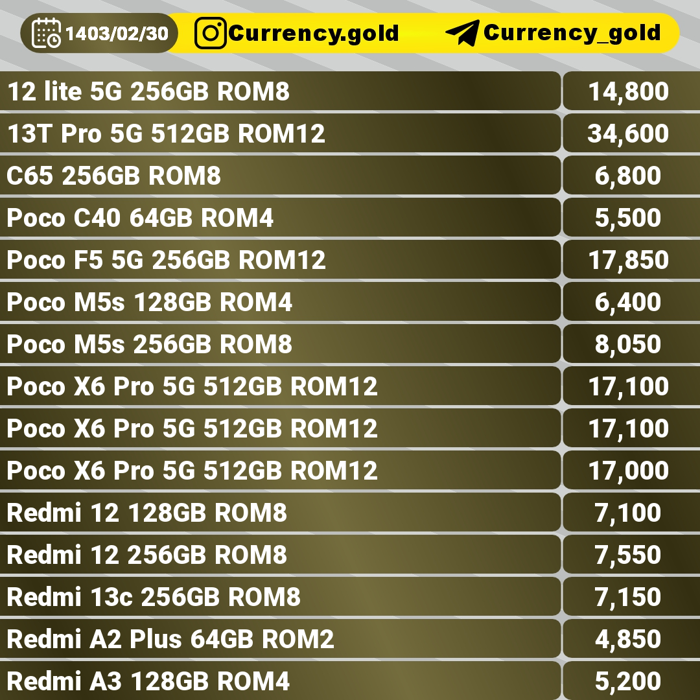 1403/02/30 Currency.gold Currency_gold
12 lite 5G 256GB ROM8 14,800
13T Pro 5G 512GB ROM12 34,600
C65 256GB ROM8 6,800
Poco C40 64GB ROM4 5,500
Poco F5 5G 256GB ROM12 17,850
Poco M5s 128GB ROM4 6,400
Poco M5s 256GB ROM8 8,050
Poco X6 Pro 5G 512GB ROM12 17,100
Poco X6 Pro 5G 512GB ROM12 17,100
Poco X6 Pro 5G 512GB ROM12 17,000
Redmi 12 128GB ROM8 7,100
Redmi 12 256GB ROM8 7,550
Redmi 13c 256GB ROM8 7,150
Redmi A2 Plus 64GB ROM2 4,850
Redmi A3 128GB ROM4 5,200